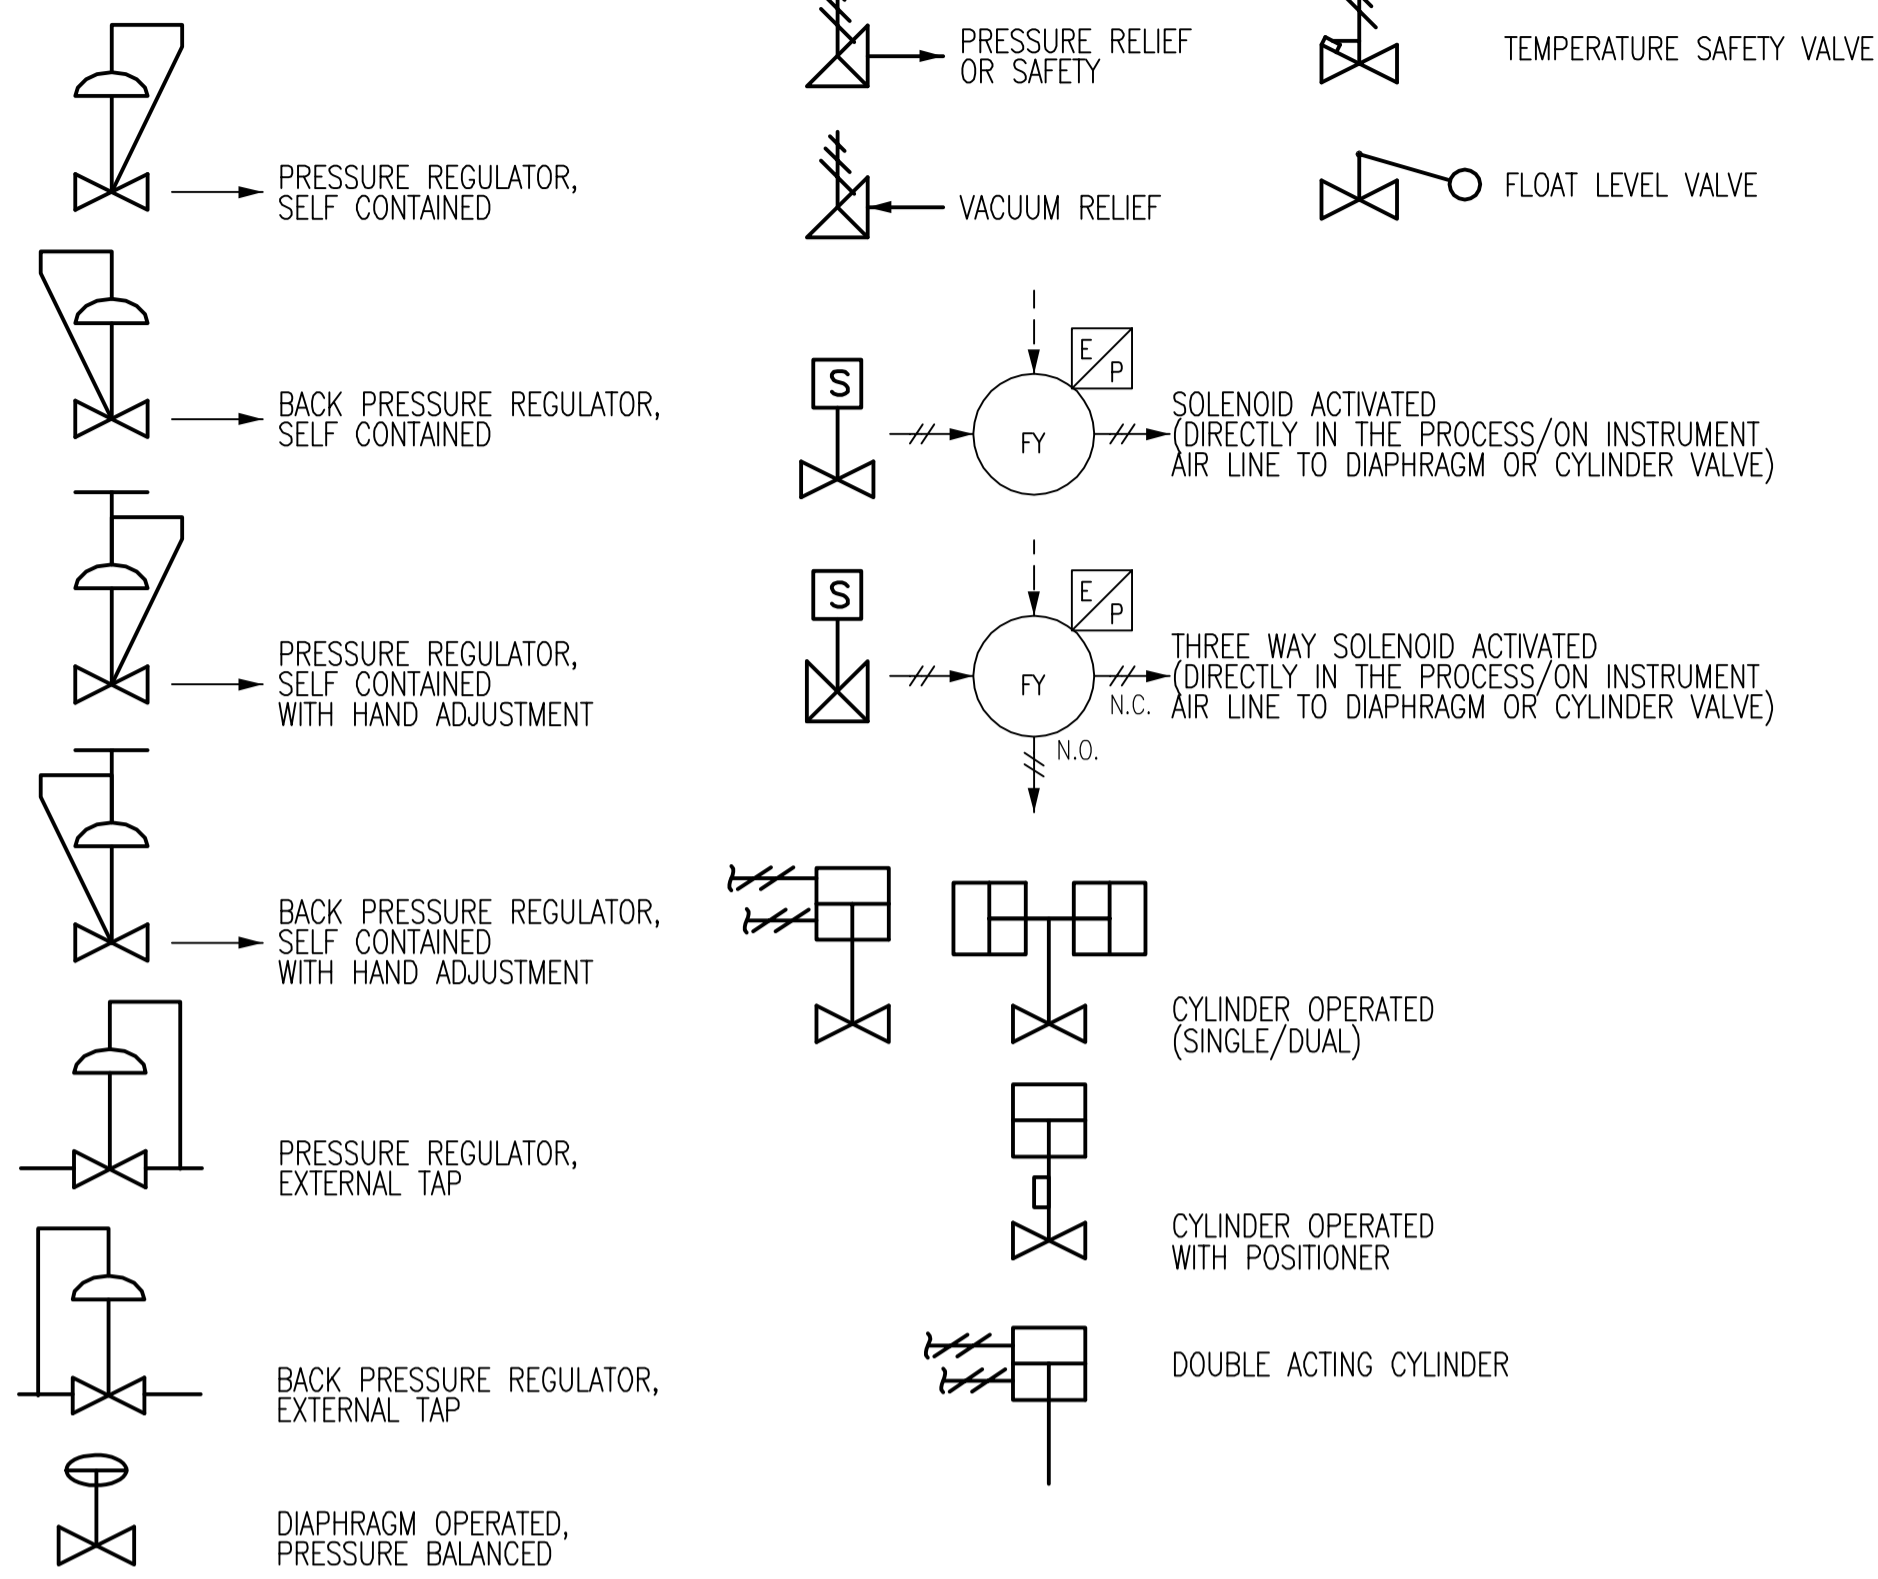 PRESSURE REGULATOR,
SELF CONTAINED
BACK PRESSURE REGULATOR,
SELF CONTAINED
PRESSURE REGULATOR,
SELF CONTAINED
WITH HAND ADJUSTMENT
BACK PRESSURE REGULATOR,
SELF CONTAINED
WITH HAND ADJUSTMENT
PRESSURE REGULATOR,
EXTERNAL TAP
BACK PRESSURE REGULATOR,
EXTERNAL TAP
DIAPHRAGM OPERATED,
PRESSURE BALANCED
PRESSURE RELIEF
OR SAFETY
VACUUM RELIEF
S
E
P
FY
SOLENOID ACTIVATED
(DIRECTLY IN THE PROCESS/ON INSTRUMENT
AIR LINE TO DIAPHRAGM OR CYLINDER VALVE)
S
E
P
FY
N.C.
N.O.
THREE WAY SOLENOID ACTIVATED
(DIRECTLY IN THE PROCESS/ON INSTRUMENT
AIR LINE TO DIAPHRAGM OR CYLINDER VALVE)
CYLINDER OPERATED
(SINGLE/DUAL)
CYLINDER OPERATED
WITH POSITIONER
DOUBLE ACTING CYLINDER
TEMPERATURE SAFETY VALVE
FLOAT LEVEL VALVE